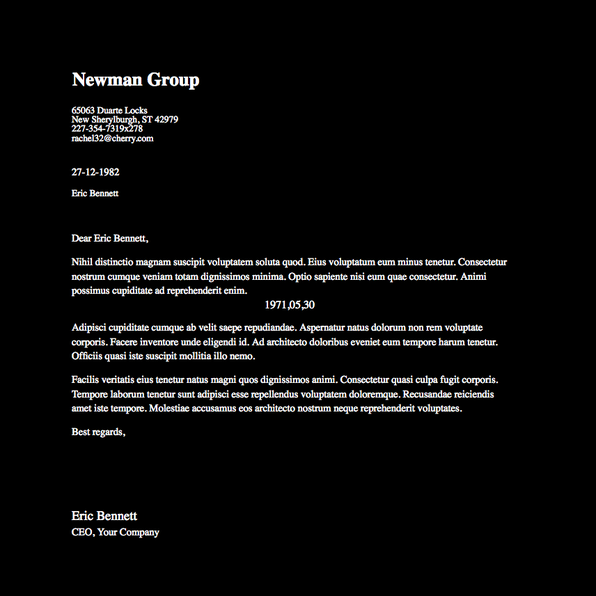 Newman Group
65063 Duarte Locks
New Sherylburgh, ST 42979
227-354-7319x278
rachel32@cherry.com
27-12-1982
Eric Bennett
Dear Eric Bennett,
Nihil distinctio magnam suscipit voluptatem soluta quod. Eius voluptatum eum minus tenetur. Consectetur
nostrum cumque veniam totam dignissimos minima. Optio sapiente nisi eum quae consectetur. Animi
possimus cupiditate ad reprehenderit enim.
1971,05,30
Adipisci cupiditate cumque ab velit saepe repudiandae. Aspernatur natus dolorum non rem voluptate
corporis. Facere inventore unde eligendi id. Ad architecto doloribus eveniet eum tempore harum tenetur.
Officiis quasi iste suscipit mollitia illo nemo.
Facilis veritatis eius tenetur natus magni quos dignissimos animi. Consectetur quasi culpa fugit corporis.
Tempore laborum tenetur sunt adipisci esse repellendus voluptatem doloremque. Recusandae reiciendis
amet iste tempore. Molestiae accusamus eos architecto nostrum neque reprehenderit voluptates.
Best regards,
Eric Bennett
CEO, Your Company